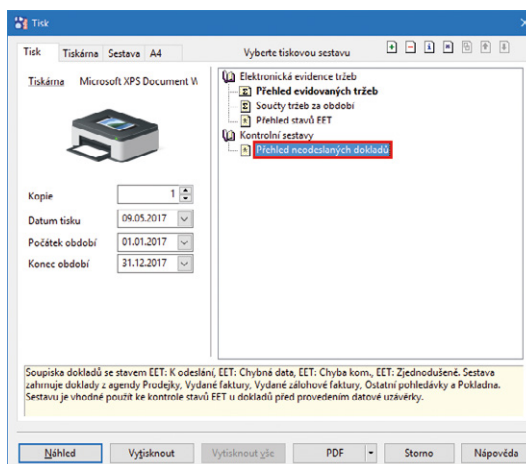 Tisk
Tisk Tiskárna Sestava A4
Vyberte tiskovou sestavu
Tiskárna Microsoft XPS Document W
Kopie 1
Datum tisku 09.05.2017
Počátek období 01.01.2017
Konec období 31.12.2017
Elektronická evidence tržeb
Přehled evidovaných tržeb
Součty tržeb za období
Přehled stavů EET
Kontrolní sestavy
Přehled neodeslaných dokladů
Soupiska dokladů se stavem EET: K odeslání, EET: Chybná data, EET: Chyba kom., EET: Zjednodušené. Sestava
zahrnuje doklady z agendy Prodejky, Vydané faktury, Vydané zálohové faktury, Ostatní pohledávky a Pokladna.
Sestavu je vhodné použít ke kontrole stavů EET u dokladů před provedením datové uzávěrky.
Náhled Vytisknout Vytisknout vše PDF Storno Nápověda